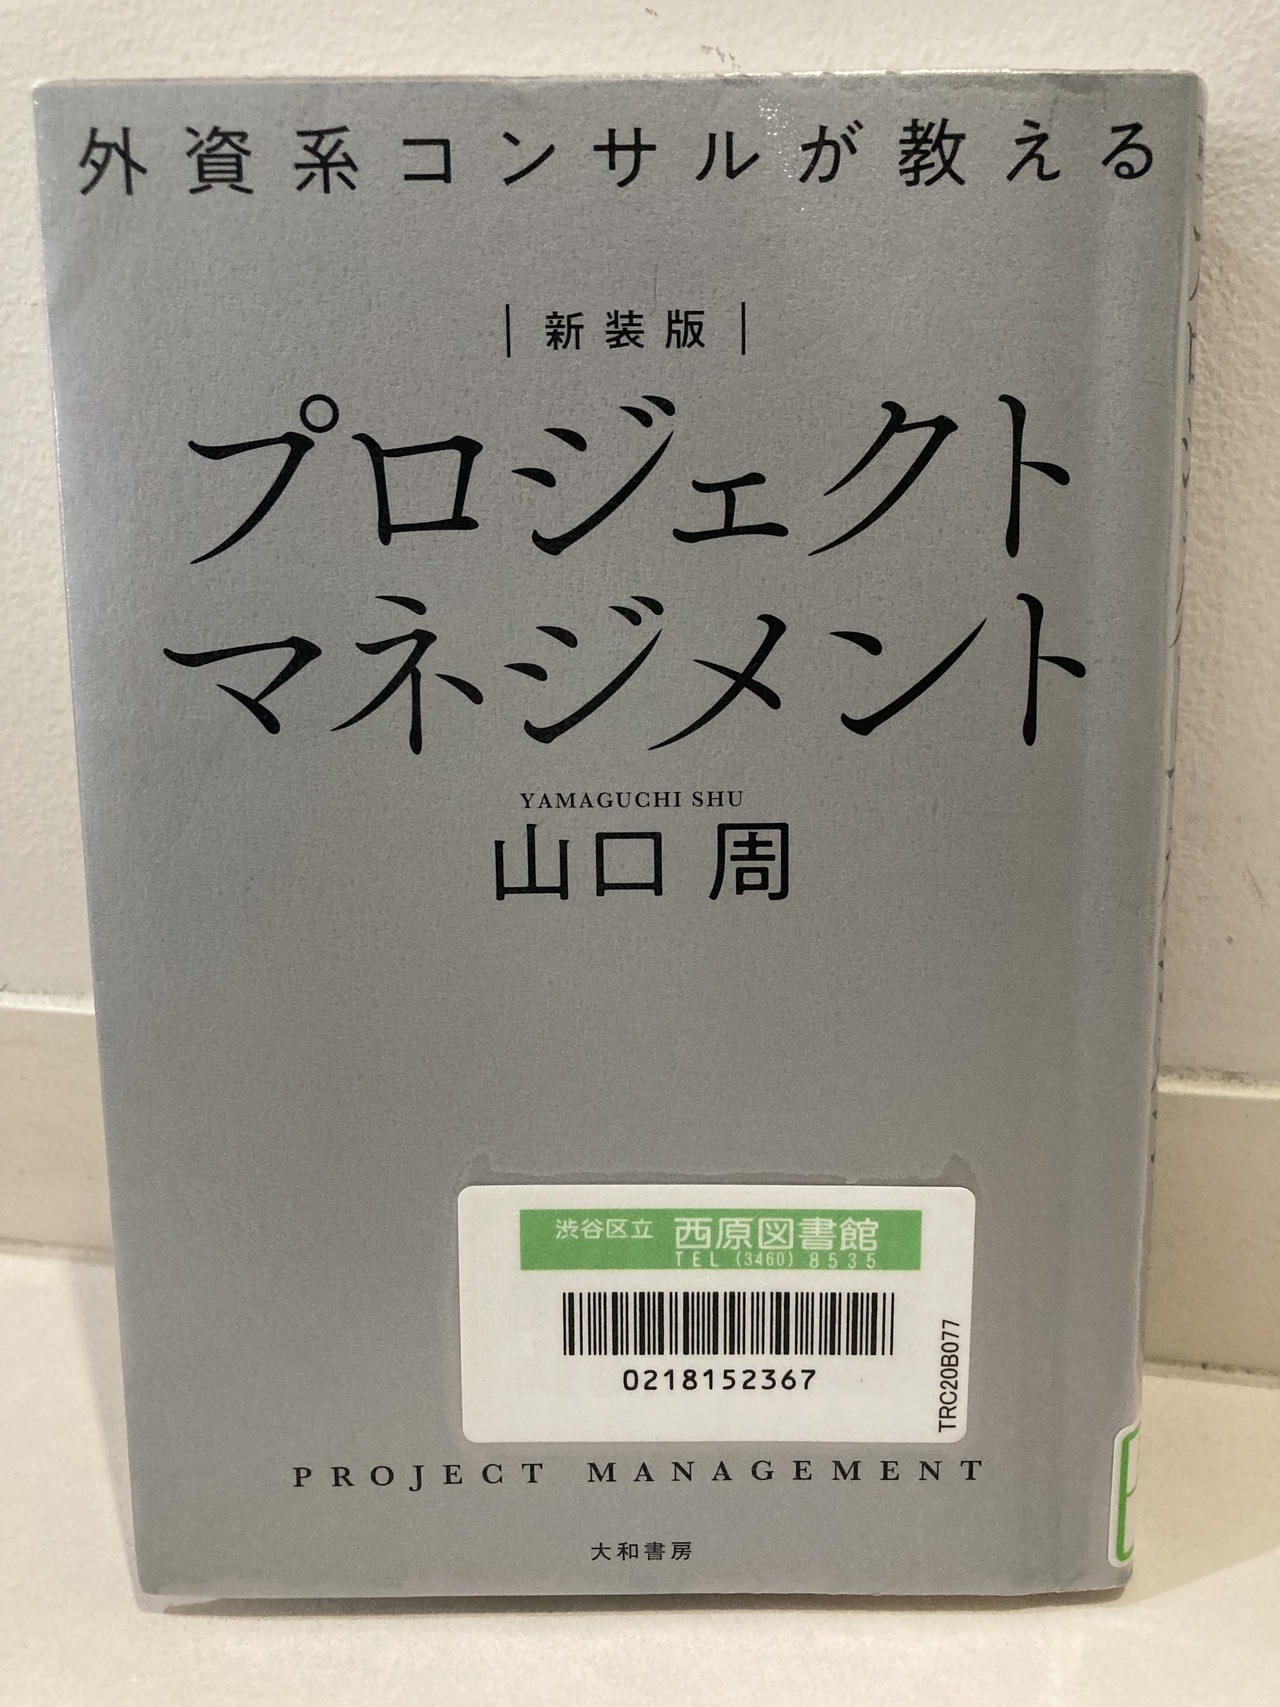 外資系コンサルが教える
新装版
プロジェクト
マネジメント
YAMAGUCHI SHU
山口 周
渋谷区立 西原図書館
TEL (3460) 8535
0218152367
TRC20B077
PROJECT MANAGEMENT
大和書房